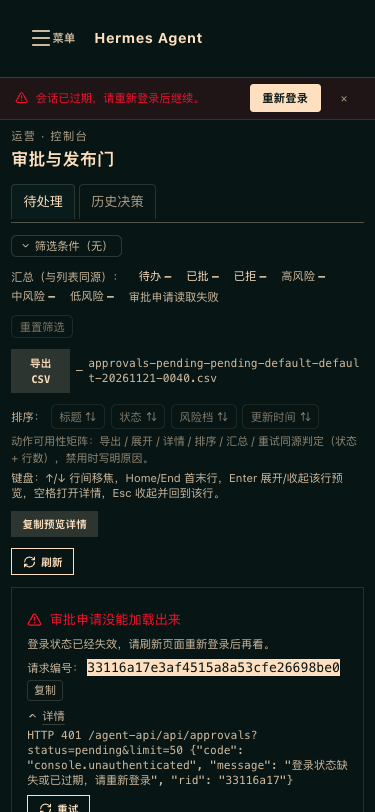 菜单 Hermes Agent
会话已过期，请重新登录后继续。 重新登录 ×
运营 · 控制台
审批与发布门
待处理 历史决策
筛选条件（无）
汇总（与列表同源）： 待办 — 已批 — 已拒 — 高风险 —
中风险 — 低风险 — 审批申请读取失败
重置筛选
导出
CSV
— approvals-pending-pending-default-defaul
t-20261121-0040.csv
排序： 标题 ⇅ 状态 ⇅ 风险档 ⇅ 更新时间 ⇅
动作可用性矩阵：导出 / 展开 / 详情 / 排序 / 汇总 / 重试同源判定（状态
+ 行数），禁用时写明原因。
键盘：↑/↓ 行间移焦，Home/End 首末行，Enter 展开/收起该行预
览，空格打开详情，Esc 收起并回到该行。
复制预览详情
刷新
审批申请没能加载出来
登录状态已经失效，请刷新页面重新登录后再看。
请求编号： 33116a17e3af4515a8a53cfe26698be0
复制
详情
HTTP 401 /agent-api/api/approvals?
status=pending&limit=50 {"code":
"console.unauthenticated", "message": "登录状态缺
失或已过期，请重新登录", "rid": "33116a17"}
重试